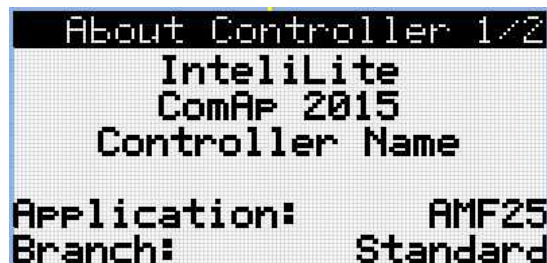 About Controller 1/2
InteliLite
ComAp 2015
Controller Name
Application: AMF25
Branch: Standard